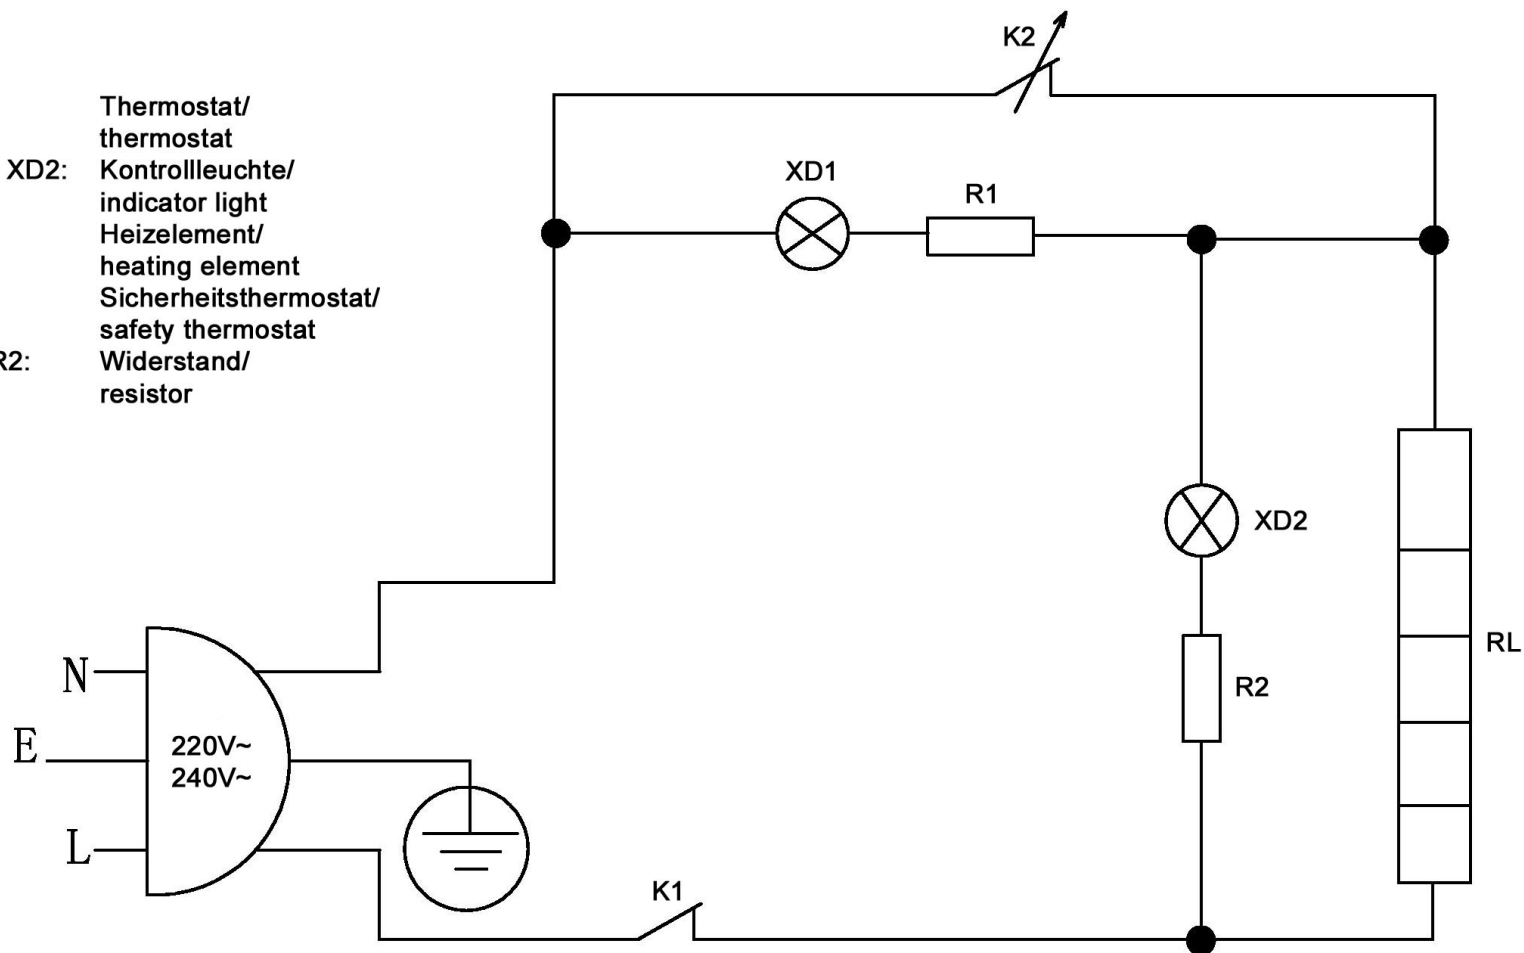 Thermostat/
thermostat
XD2: Kontrollleuchte/
indicator light
Heizelement/
heating element
Sicherheitsthermostat/
safety thermostat
R2: Widerstand/
resistor
K2
XD1
R1
XD2
RL
R2
N
E
220V~
240V~
L
K1